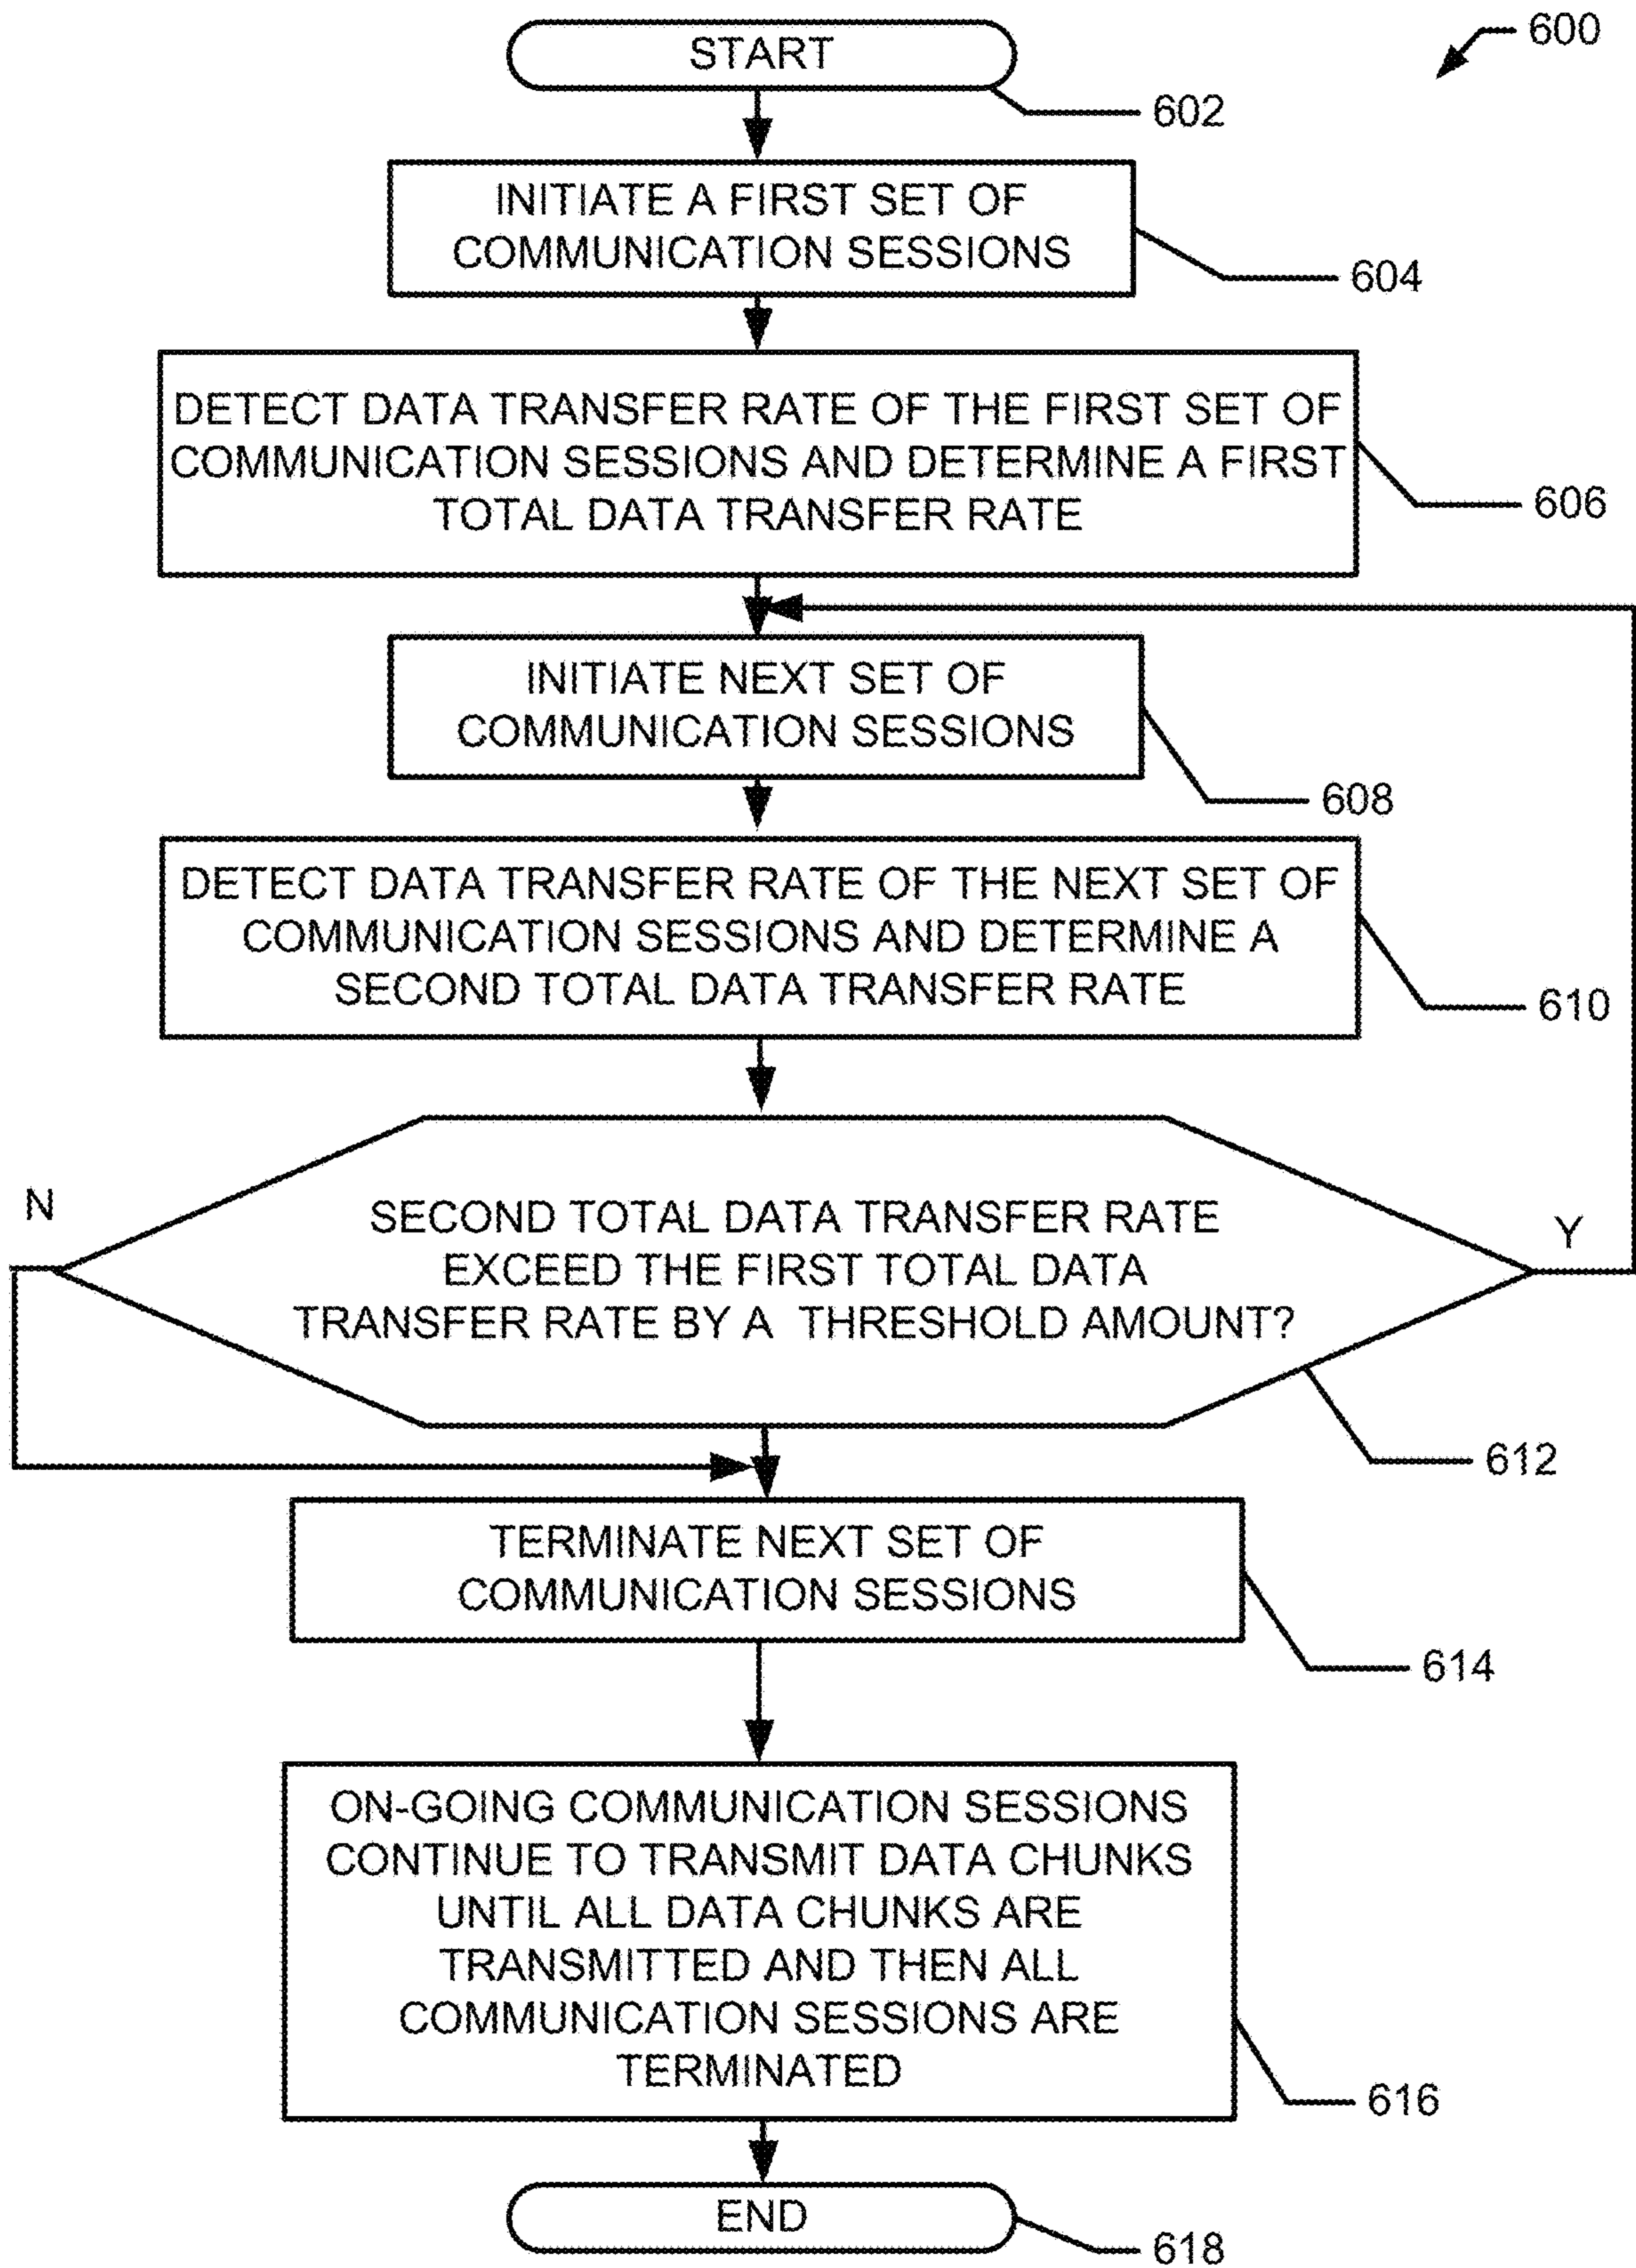 600
START
602
INITIATE A FIRST SET OF
COMMUNICATION SESSIONS
604
DETECT DATA TRANSFER RATE OF THE FIRST SET OF
COMMUNICATION SESSIONS AND DETERMINE A FIRST
TOTAL DATA TRANSFER RATE
606
INITIATE NEXT SET OF
COMMUNICATION SESSIONS
608
DETECT DATA TRANSFER RATE OF THE NEXT SET OF
COMMUNICATION SESSIONS AND DETERMINE A
SECOND TOTAL DATA TRANSFER RATE
610
N
SECOND TOTAL DATA TRANSFER RATE
EXCEED THE FIRST TOTAL DATA
TRANSFER RATE BY A THRESHOLD AMOUNT?
Y
612
TERMINATE NEXT SET OF
COMMUNICATION SESSIONS
614
ON-GOING COMMUNICATION SESSIONS
CONTINUE TO TRANSMIT DATA CHUNKS
UNTIL ALL DATA CHUNKS ARE
TRANSMITTED AND THEN ALL
COMMUNICATION SESSIONS ARE
TERMINATED
616
END
618